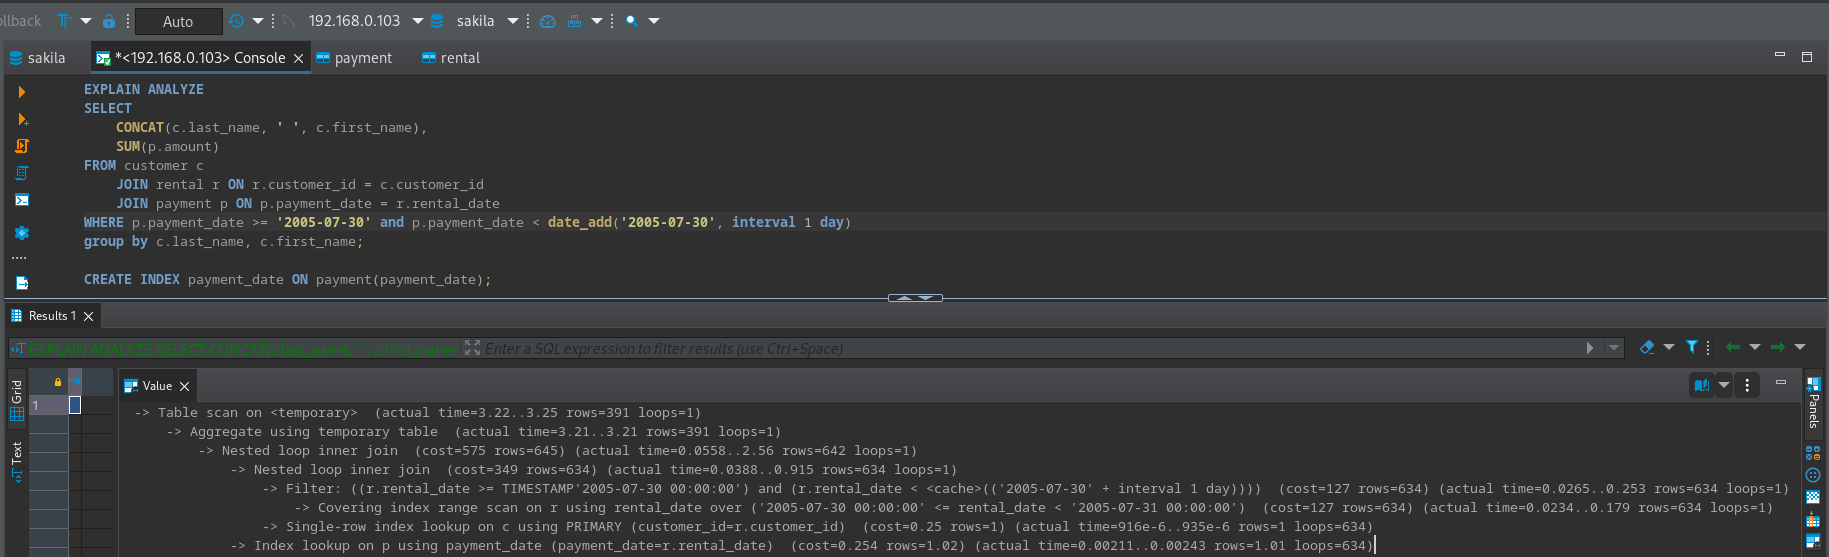 ollback Auto 192.168.0.103 sakila
sakila *<192.168.0.103> Console payment rental
EXPLAIN ANALYZE
SELECT
CONCAT(c.last_name, ' ', c.first_name),
SUM(p.amount)
FROM customer c
JOIN rental r ON r.customer_id = c.customer_id
JOIN payment p ON p.payment_date = r.rental_date
WHERE p.payment_date >= '2005-07-30' and p.payment_date < date_add('2005-07-30', interval 1 day)
group by c.last_name, c.first_name;
CREATE INDEX payment_date ON payment(payment_date);
Results 1
EXPLAIN ANALYZE SELECT CONCAT(c.last_name, ' ', c.first_name Enter a SQL expression to filter results (use Ctrl+Space)
Grid
Text
1
Value
-> Table scan on <temporary> (actual time=3.22..3.25 rows=391 loops=1)
-> Aggregate using temporary table (actual time=3.21..3.21 rows=391 loops=1)
-> Nested loop inner join (cost=575 rows=645) (actual time=0.0558..2.56 rows=642 loops=1)
-> Nested loop inner join (cost=349 rows=634) (actual time=0.0388..0.915 rows=634 loops=1)
-> Filter: ((r.rental_date >= TIMESTAMP'2005-07-30 00:00:00') and (r.rental_date < <cache>(('2005-07-30' + interval 1 day)))) (cost=127 rows=634) (actual time=0.0265..0.253 rows=634 loops=1)
-> Covering index range scan on r using rental_date over ('2005-07-30 00:00:00' <= rental_date < '2005-07-31 00:00:00') (cost=127 rows=634) (actual time=0.0234..0.179 rows=634 loops=1)
-> Single-row index lookup on c using PRIMARY (customer_id=r.customer_id) (cost=0.25 rows=1) (actual time=916e-6..935e-6 rows=1 loops=634)
-> Index lookup on p using payment_date (payment_date=r.rental_date) (cost=0.254 rows=1.02) (actual time=0.00211..0.00243 rows=1.01 loops=634)
Panels